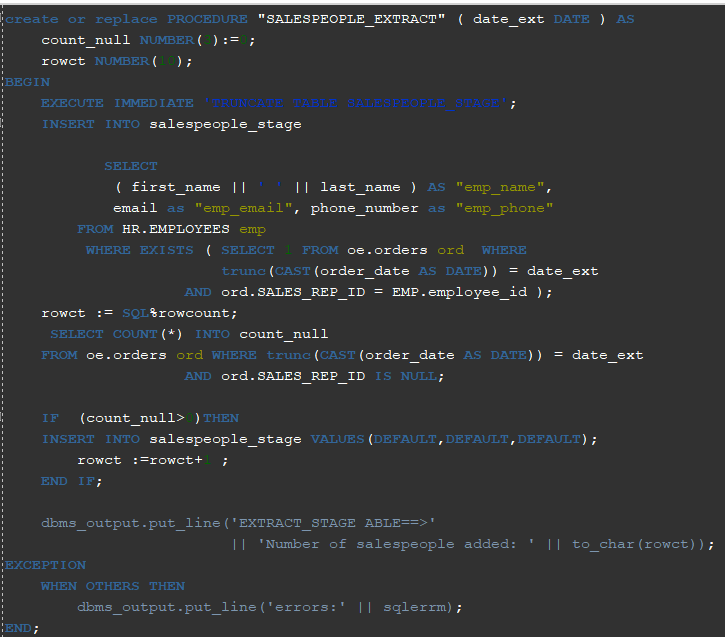 create or replace PROCEDURE "SALESPEOPLE_EXTRACT" ( date_ext DATE ) AS
count_null NUMBER():=;
rowct NUMBER(10);
BEGIN
EXECUTE IMMEDIATE 'TRUNCATE TABLE SALESPEOPLE_STAGE';
INSERT INTO salespeople_stage
SELECT
( first_name || ' ' || last_name ) AS "emp_name",
email as "emp_email", phone_number as "emp_phone"
FROM HR.EMPLOYEES emp
WHERE EXISTS ( SELECT 1 FROM oe.orders ord WHERE
trunc(CAST(order_date AS DATE)) = date_ext
AND ord.SALES_REP_ID = EMP.employee_id );
rowct := SQL%rowcount;
SELECT COUNT(*) INTO count_null
FROM oe.orders ord WHERE trunc(CAST(order_date AS DATE)) = date_ext
AND ord.SALES_REP_ID IS NULL;
IF (count_null>)THEN
INSERT INTO salespeople_stage VALUES(DEFAULT,DEFAULT,DEFAULT);
rowct :=rowct+1 ;
END IF;
dbms_output.put_line('EXTRACT_STAGE ABLE==>'
|| 'Number of salespeople added: ' || to_char(rowct));
EXCEPTION
WHEN OTHERS THEN
dbms_output.put_line('errors:' || sqlerrm);
END;